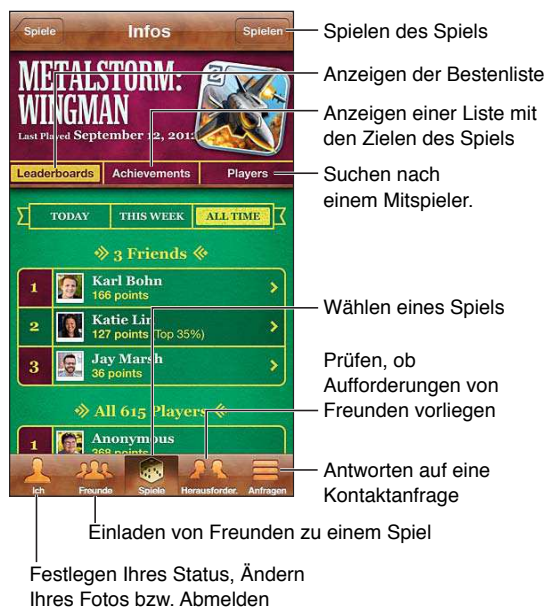 Spiele
Infos
Spielen
Spielen des Spiels
METALSTORM:
WINGMAN
Last Played September 12, 2012
Anzeigen der Bestenliste
Anzeigen einer Liste mit
den Zielen des Spiels
Leaderboards
Achievements
Players
Suchen nach
einem Mitspieler.
TODAY
THIS WEEK
ALL TIME
3 Friends
1
Karl Bohn
166 points
2
Katie Lin
127 points (Top 35%)
3
Jay Marsh
36 points
Wählen eines Spiels
Prüfen, ob
Aufforderungen von
Freunden vorliegen
All 615 Players
1
Anonymous
368 points
Ich
Freunde
Spiele
Herausforder.
Anfragen
Antworten auf eine
Kontaktanfrage
Einladen von Freunden zu einem Spiel
Festlegen Ihres Status, Ändern
Ihres Fotos bzw. Abmelden